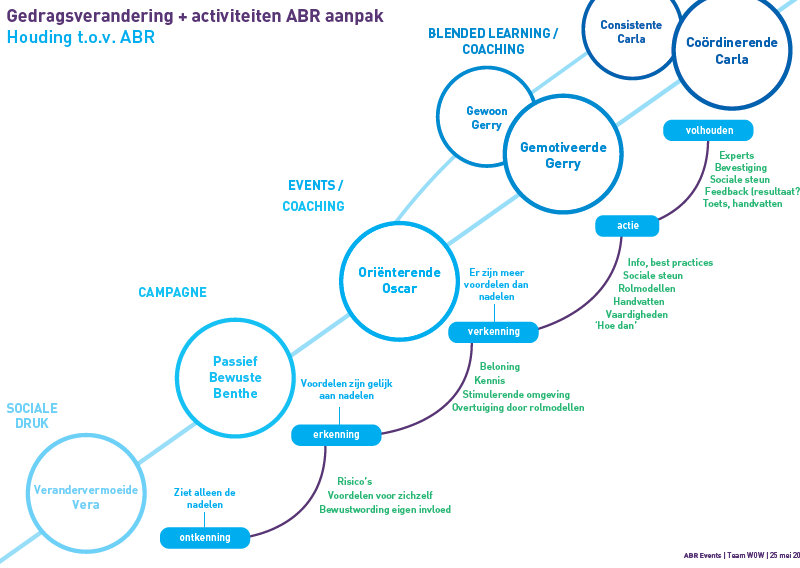 Gedragsverandering + activiteiten ABR aanpak
Houding t.o.v. ABR
BLENDED LEARNING /
COACHING
Consistente
Carla
Coördinerende
Carla
Gewoon
Gerry
Gemotiveerde
Gerry
volhouden
Experts
Bevestiging
Sociale steun
Feedback (resultaat?
Toets, handvatten
EVENTS /
COACHING
actie
Oriënterende
Oscar
Er zijn meer
voordelen dan
nadelen
Info, best practices
Sociale steun
Rolmodellen
Handvatten
Vaardigheden
'Hoe dan'
CAMPAGNE
verkenning
Passief
Bewuste
Benthe
Voordelen zijn gelijk
aan nadelen
Beloning
Kennis
Stimulerende omgeving
Overtuiging door rolmodellen
SOCIALE
DRUK
erkenning
Verandervermoeide
Vera
Ziet alleen de
nadelen
Risico's
Voordelen voor zichzelf
Bewustwording eigen invloed
ontkenning
ABR Events | Team WOW | 25 mei 20